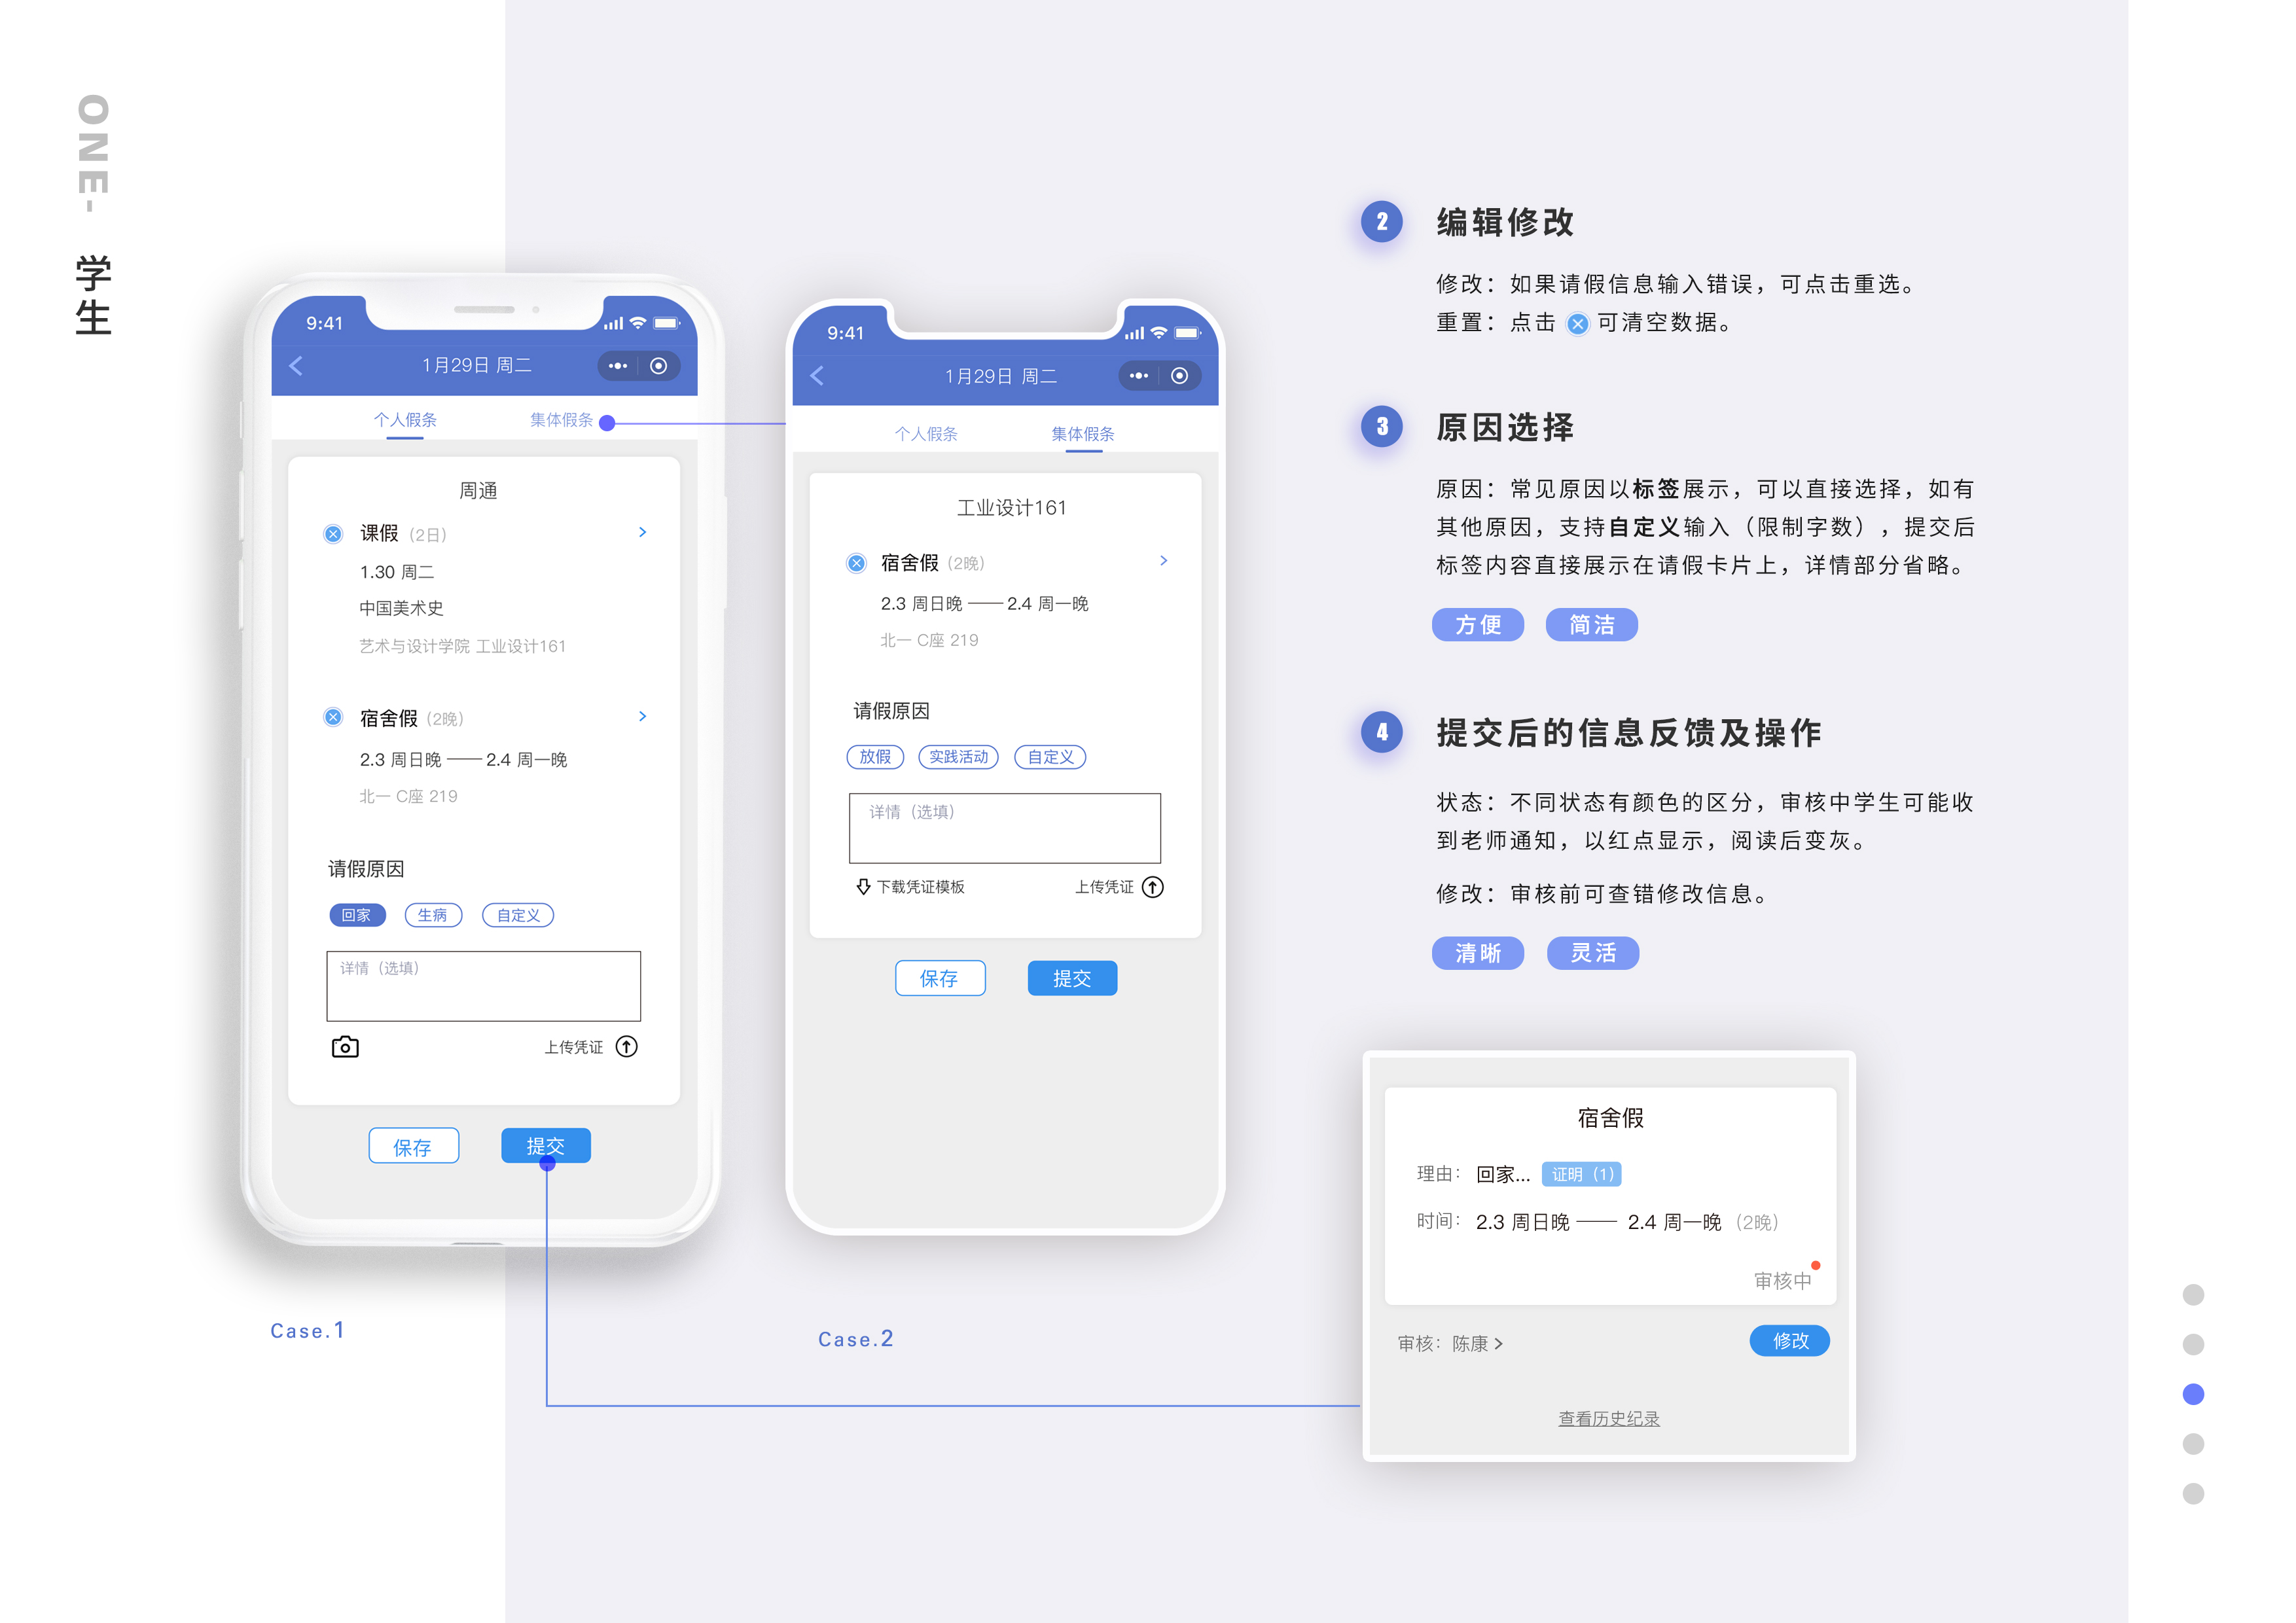 ONE-
学生
9:41
1月29日 周二
个人假条 集体假条
周通
课假（2日）
1.30 周二
中国美术史
艺术与设计学院 工业设计161
宿舍假（2晚）
2.3 周日晚 —— 2.4 周一晚
北一 C座 219
请假原因
回家 生病 自定义
详情（选填）
上传凭证
保存 提交
Case.1
9:41
1月29日 周二
个人假条 集体假条
工业设计161
宿舍假（2晚）
2.3 周日晚 —— 2.4 周一晚
北一 C座 219
请假原因
放假 实践活动 自定义
详情（选填）
下载凭证模板 上传凭证
保存 提交
Case.2
2 编辑修改
修改：如果请假信息输入错误，可点击重选。
重置：点击 可清空数据。
3 原因选择
原因：常见原因以标签展示，可以直接选择，如有
其他原因，支持自定义输入（限制字数），提交后
标签内容直接展示在请假卡片上，详情部分省略。
方便 简洁
4 提交后的信息反馈及操作
状态：不同状态有颜色的区分，审核中学生可能收
到老师通知，以红点显示，阅读后变灰。
修改：审核前可查错修改信息。
清晰 灵活
宿舍假
理由： 回家... 证明（1）
时间： 2.3 周日晚 —— 2.4 周一晚 （2晚）
审核中
审核：陈康
修改
查看历史纪录